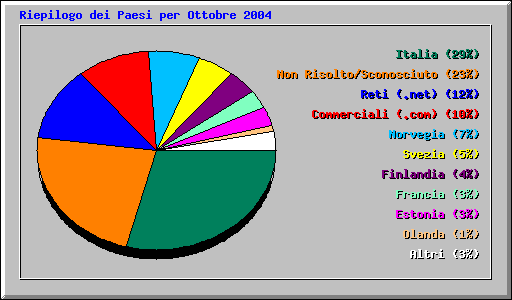 Riepilogo dei Paesi per Ottobre 2004
Italia (29%)
Non Risolto/Sconosciuto (23%)
Reti (.net) (12%)
Commerciali (.com) (10%)
Norvegia (7%)
Svezia (5%)
Finlandia (4%)
Francia (3%)
Estonia (3%)
Olanda (1%)
Altri (3%)